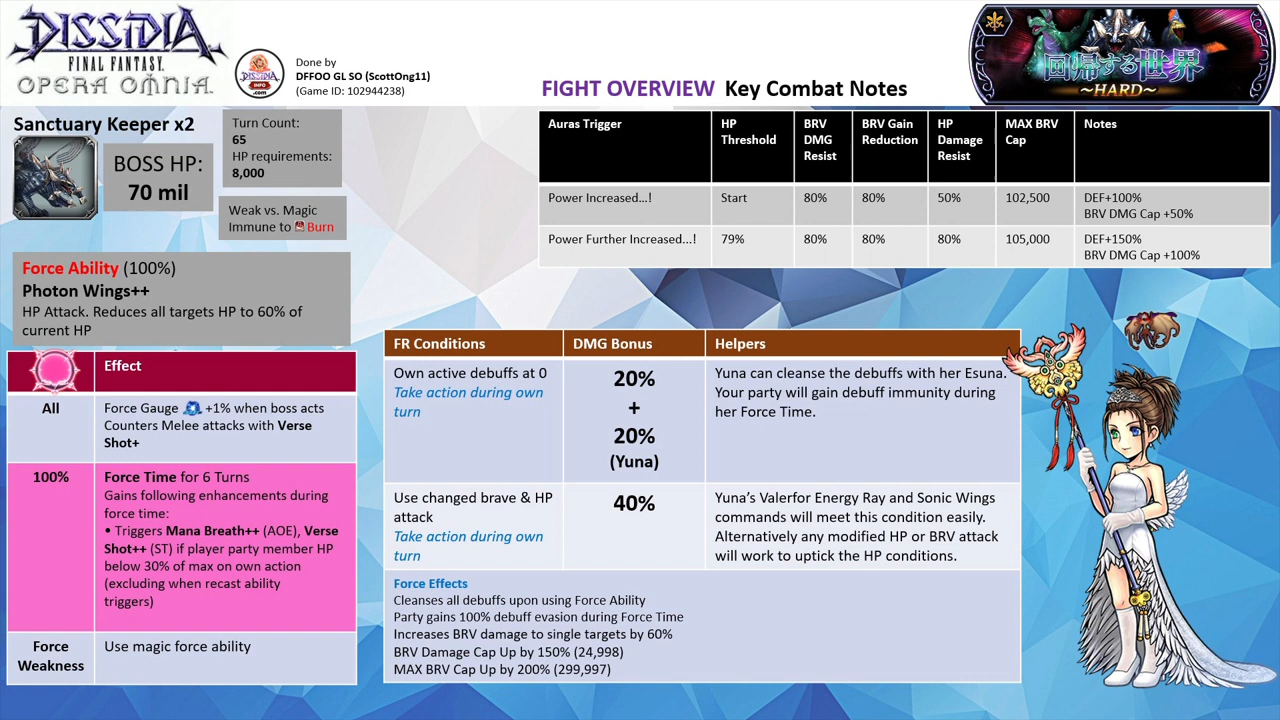 DISSIDIA
FINAL FANTASY.
OPERA OMNIA
DISSIDIA
INFO
.com
Done by
DFFOO GL SO (ScottOng11)
(Game ID: 102944238)
FIGHT OVERVIEW Key Combat Notes
回帰する世界
～HARD～
Sanctuary Keeper x2
BOSS HP:
70 mil
Turn Count:
65
HP requirements:
8,000
Weak vs. Magic
Immune to Burn
Force Ability (100%)
Photon Wings++
HP Attack. Reduces all targets HP to 60% of
current HP
Effect
All
Force Gauge +1% when boss acts
Counters Melee attacks with Verse
Shot+
100%
Force Time for 6 Turns
Gains following enhancements during
force time:
• Triggers Mana Breath++ (AOE), Verse
Shot++ (ST) if player party member HP
below 30% of max on own action
(excluding when recast ability
triggers)
Force
Weakness
Use magic force ability
Auras Trigger
HP
Threshold
BRV
DMG
Resist
BRV Gain
Reduction
HP
Damage
Resist
MAX BRV
Cap
Notes
Power Increased...!
Start
80%
80%
50%
102,500
DEF+100%
BRV DMG Cap +50%
Power Further Increased...!
79%
80%
80%
80%
105,000
DEF+150%
BRV DMG Cap +100%
FR Conditions
DMG Bonus
Helpers
Own active debuffs at 0
Take action during own
turn
20%
+
20%
(Yuna)
Yuna can cleanse the debuffs with her Esuna.
Your party will gain debuff immunity during
her Force Time.
Use changed brave & HP
attack
Take action during own
turn
40%
Yuna's Valerfor Energy Ray and Sonic Wings
commands will meet this condition easily.
Alternatively any modified HP or BRV attack
will work to uptick the HP conditions.
Force Effects
Cleanses all debuffs upon using Force Ability
Party gains 100% debuff evasion during Force Time
Increases BRV damage to single targets by 60%
BRV Damage Cap Up by 150% (24,998)
MAX BRV Cap Up by 200% (299,997)